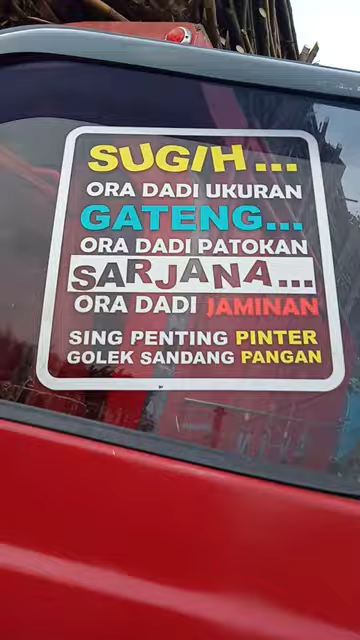 SUGIH...
ORA DADI UKURAN
GATENG...
ORA DADI PATOKAN
SARJANA...
ORA DADI JAMINAN
SING PENTING PINTER
GOLEK SANDANG PANGAN